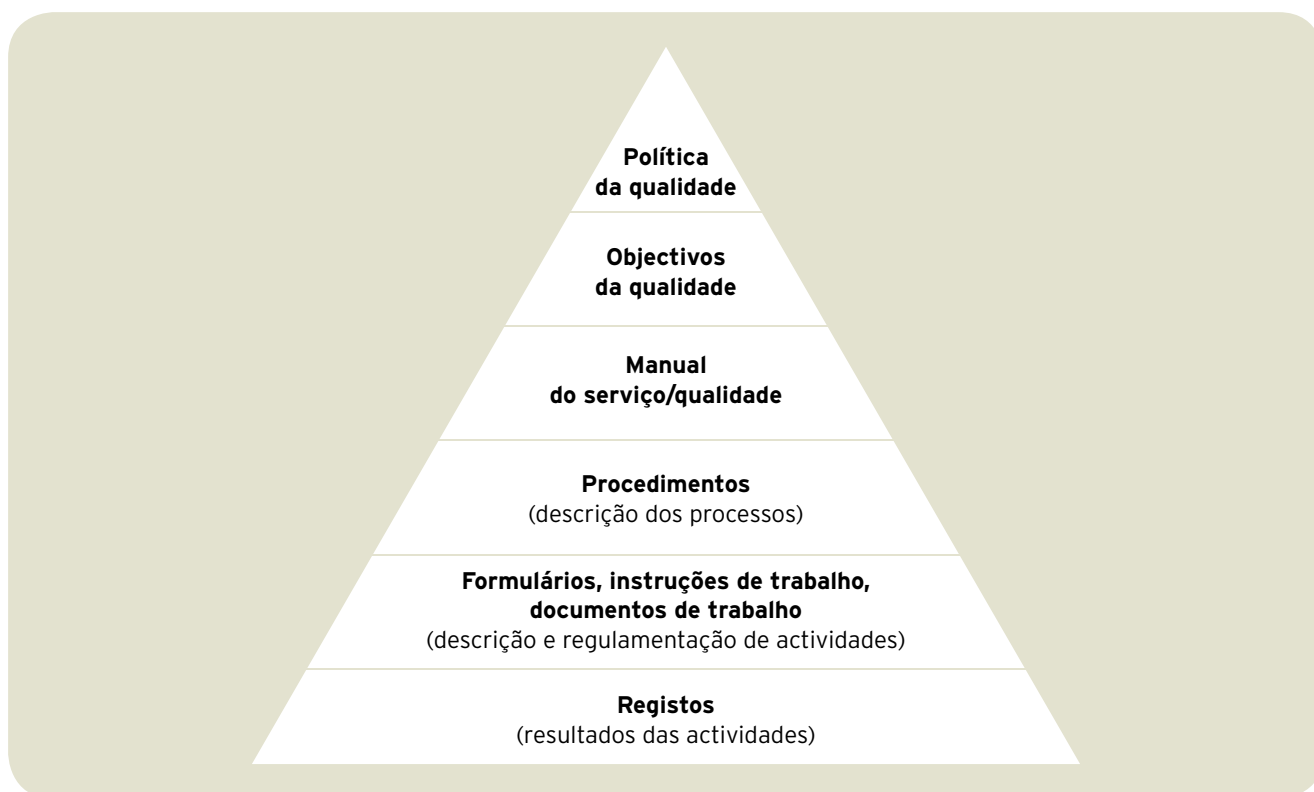 Política
da qualidade
Objectivos
da qualidade
Manual
do serviço/qualidade
Procedimentos
(descrição dos processos)
Formulários, instruções de trabalho,
documentos de trabalho
(descrição e regulamentação de actividades)
Registos
(resultados das actividades)